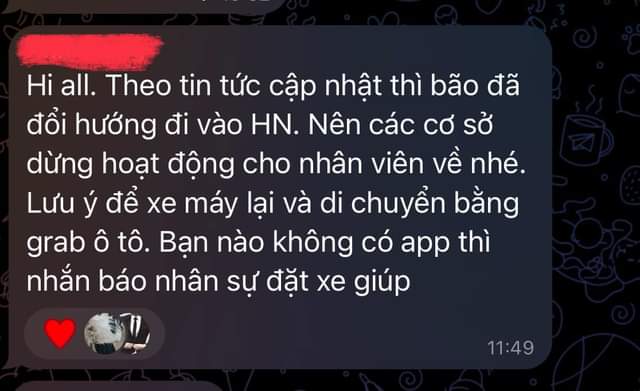 Hi all. Theo tin tức cập nhật thì bão đã
đổi hướng đi vào HN. Nên các cơ sở
dừng hoạt động cho nhân viên về nhé.
Lưu ý để xe máy lại và di chuyển bằng
grab ô tô. Bạn nào không có app thì
nhắn báo nhân sự đặt xe giúp
11:49